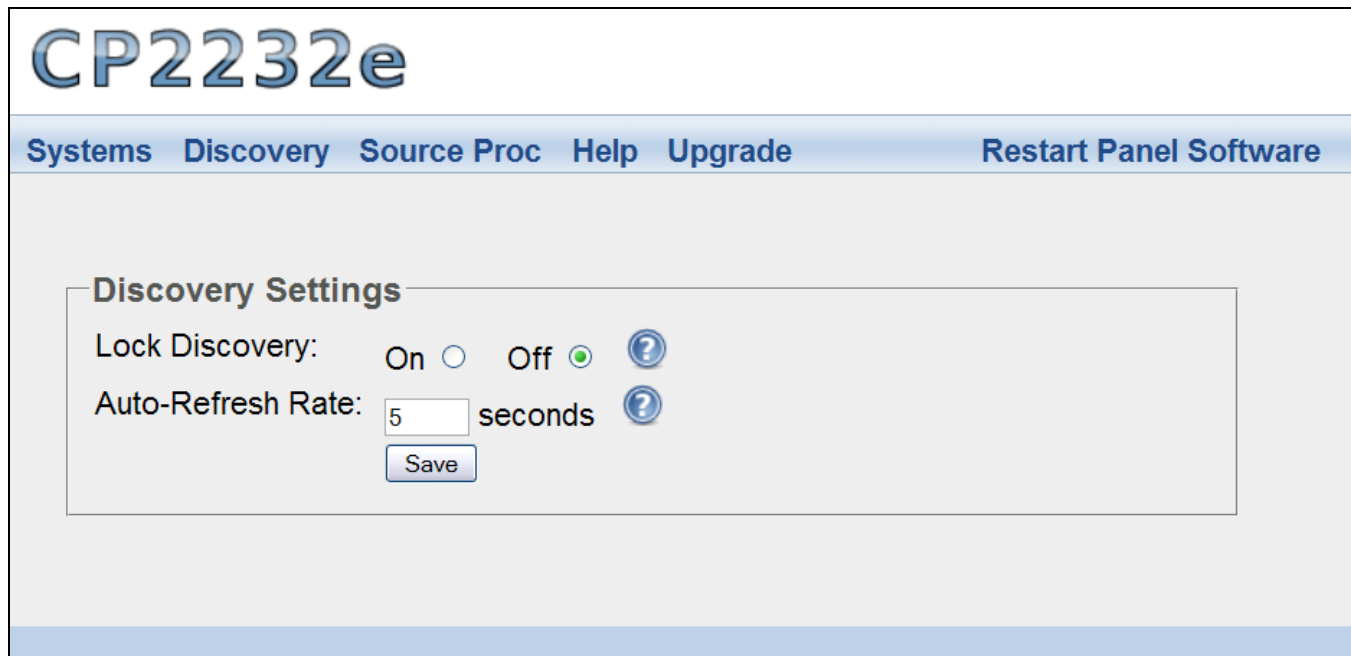 CP2232e
Systems Discovery Source Proc Help Upgrade Restart Panel Software
Discovery Settings
Lock Discovery: On Off ?
Auto-Refresh Rate: 5 seconds ?
Save